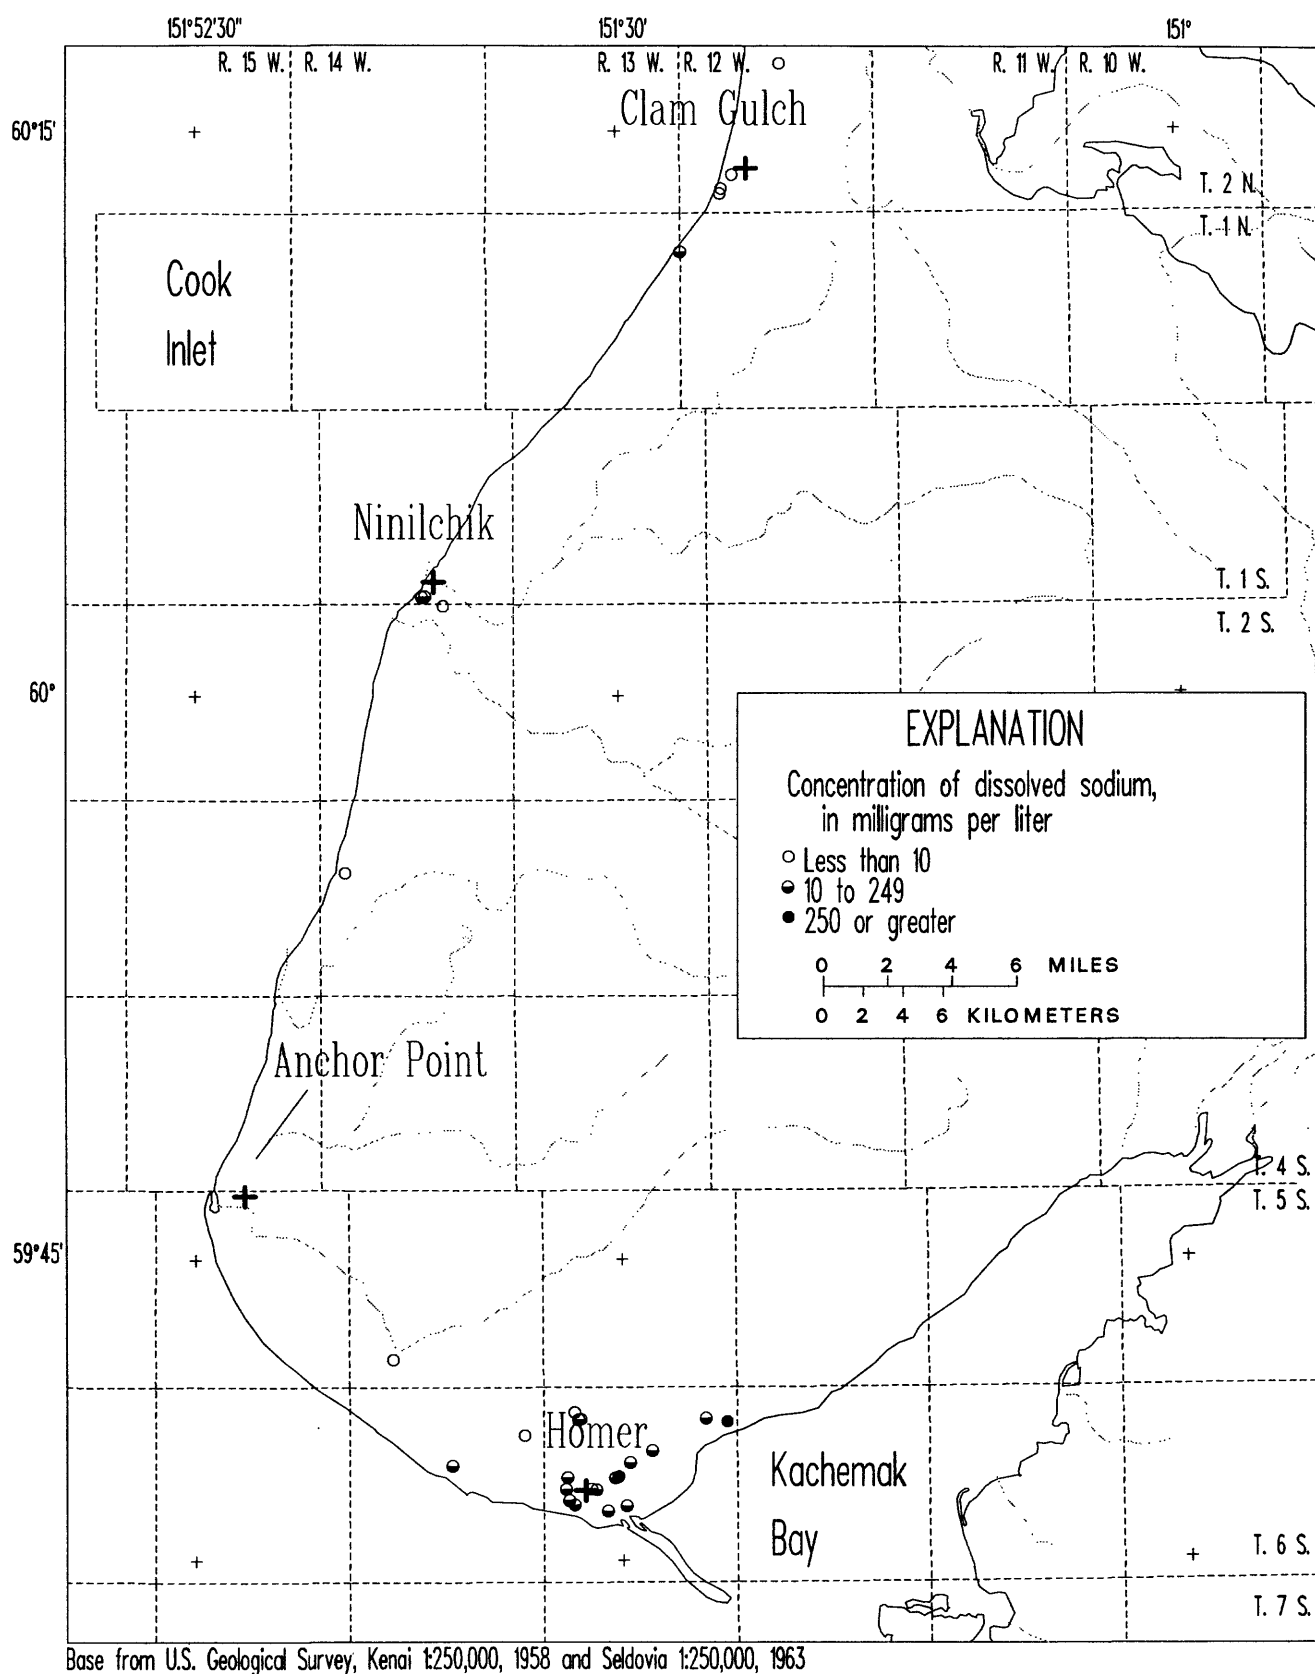 151°52'30" 151°30' 151°
R. 15 W. R. 14 W. R. 13 W. R. 12 W. R. 11 W. R. 10 W.
Clam Gulch
60°15'
T. 2 N.
T. 1 N.
Cook
Inlet
Ninilchik
T. 1 S.
T. 2 S.
60°
EXPLANATION
Concentration of dissolved sodium,
in milligrams per liter
Less than 10
10 to 249
250 or greater
0 2 4 6 MILES
0 2 4 6 KILOMETERS
Anchor Point
T. 4 S.
T. 5 S.
59°45'
Homer
Kachemak
Bay
T. 6 S.
T. 7 S.
Base from U.S. Geological Survey, Kenai 1:250,000, 1958 and Seldovia 1:250,000, 1963